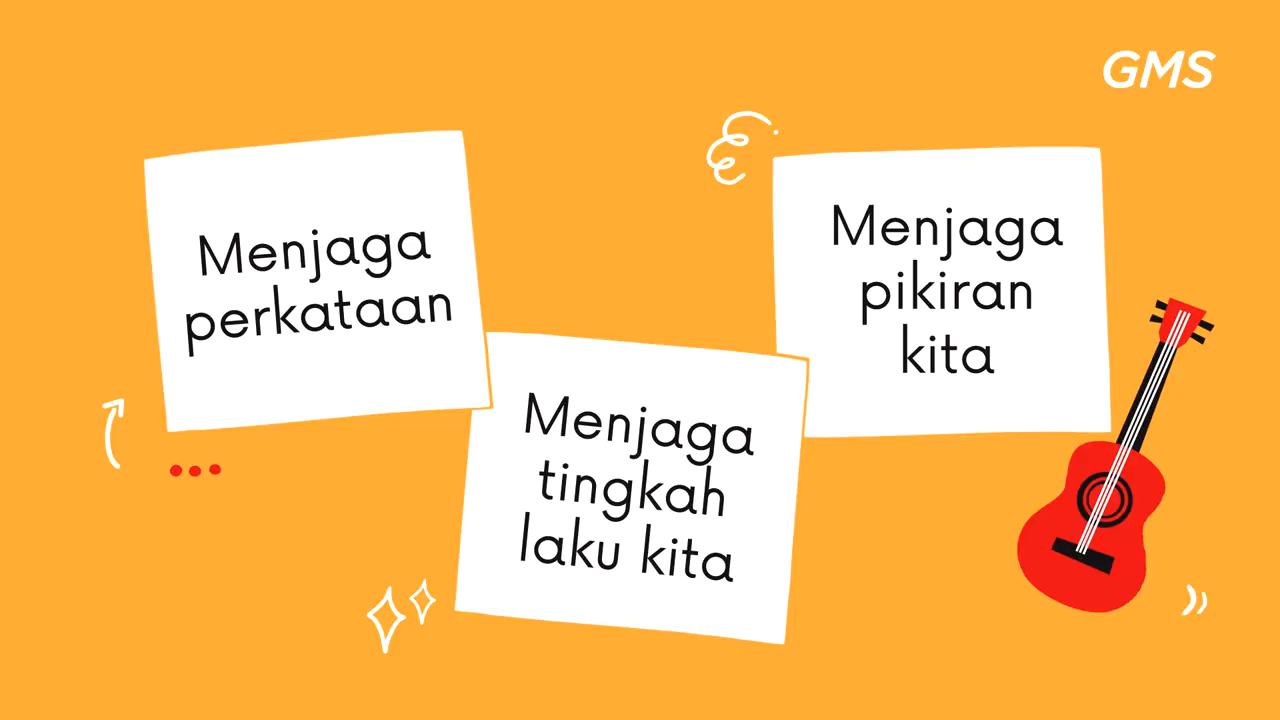 GMS
Menjaga
perkataan
Menjaga
tingkah
laku kita
Menjaga
pikiran
kita